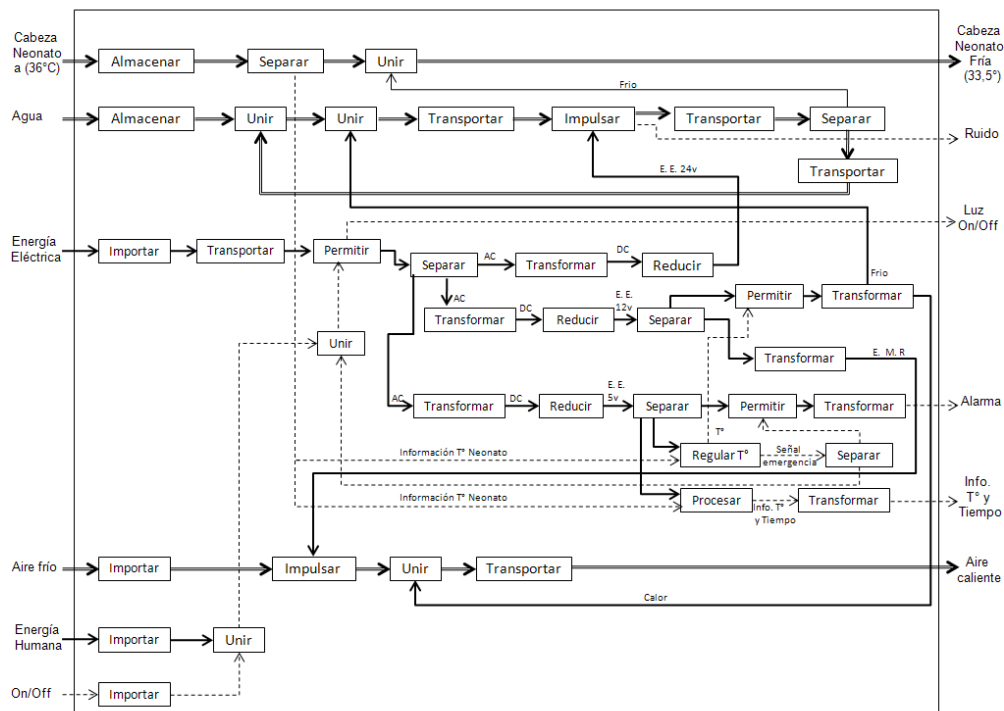 Cabeza
Neonato
a (36°C)
Almacenar
Separar
Unir
Cabeza
Neonato
Fría
(33,5°)
Frio
Agua
Almacenar
Unir
Unir
Transportar
Impulsar
Transportar
Separar
Ruido
Transportar
E. E. 24v
Luz
On/Off
Energía
Eléctrica
Importar
Transportar
Permitir
Separar
AC
Transformar
DC
Reducir
Frio
AC
Transformar
DC
Reducir
E. E.
12v
Separar
Permitir
Transformar
Unir
Transformar
E. M. R
AC
Transformar
DC
Reducir
E. E.
5v
Separar
Permitir
Transformar
Alarma
T°
Información T° Neonato
Regular T°
Señal
emergencia
Separar
Información T° Neonato
Procesar
Info. T°
y Tiempo
Transformar
Info.
T° y
Tiempo
Aire frío
Importar
Impulsar
Unir
Transportar
Aire
caliente
Calor
Energía
Humana
Importar
Unir
On/Off
Importar